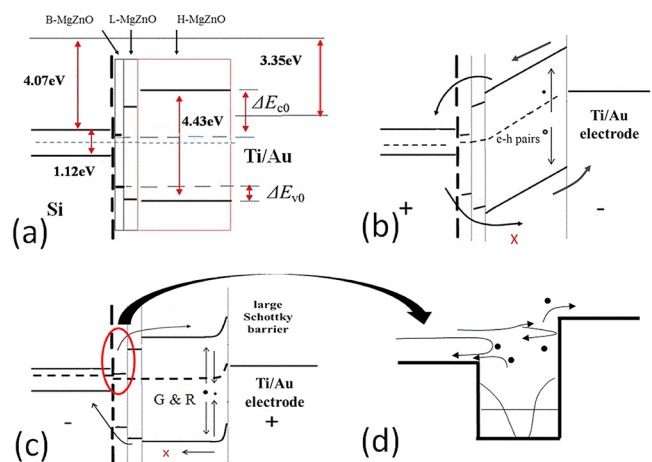 B-MgZnO
L-MgZnO
H-MgZnO
4.07eV
3.35eV
ΔEc0
4.43eV
1.12eV
Ti/Au
ΔEv0
Si
(a)
Ti/Au
electrode
e-h pairs
+
-
X
(b)
large
Schottky
barrier
Ti/Au
electrode
G & R
-
+
x
(c)
(d)